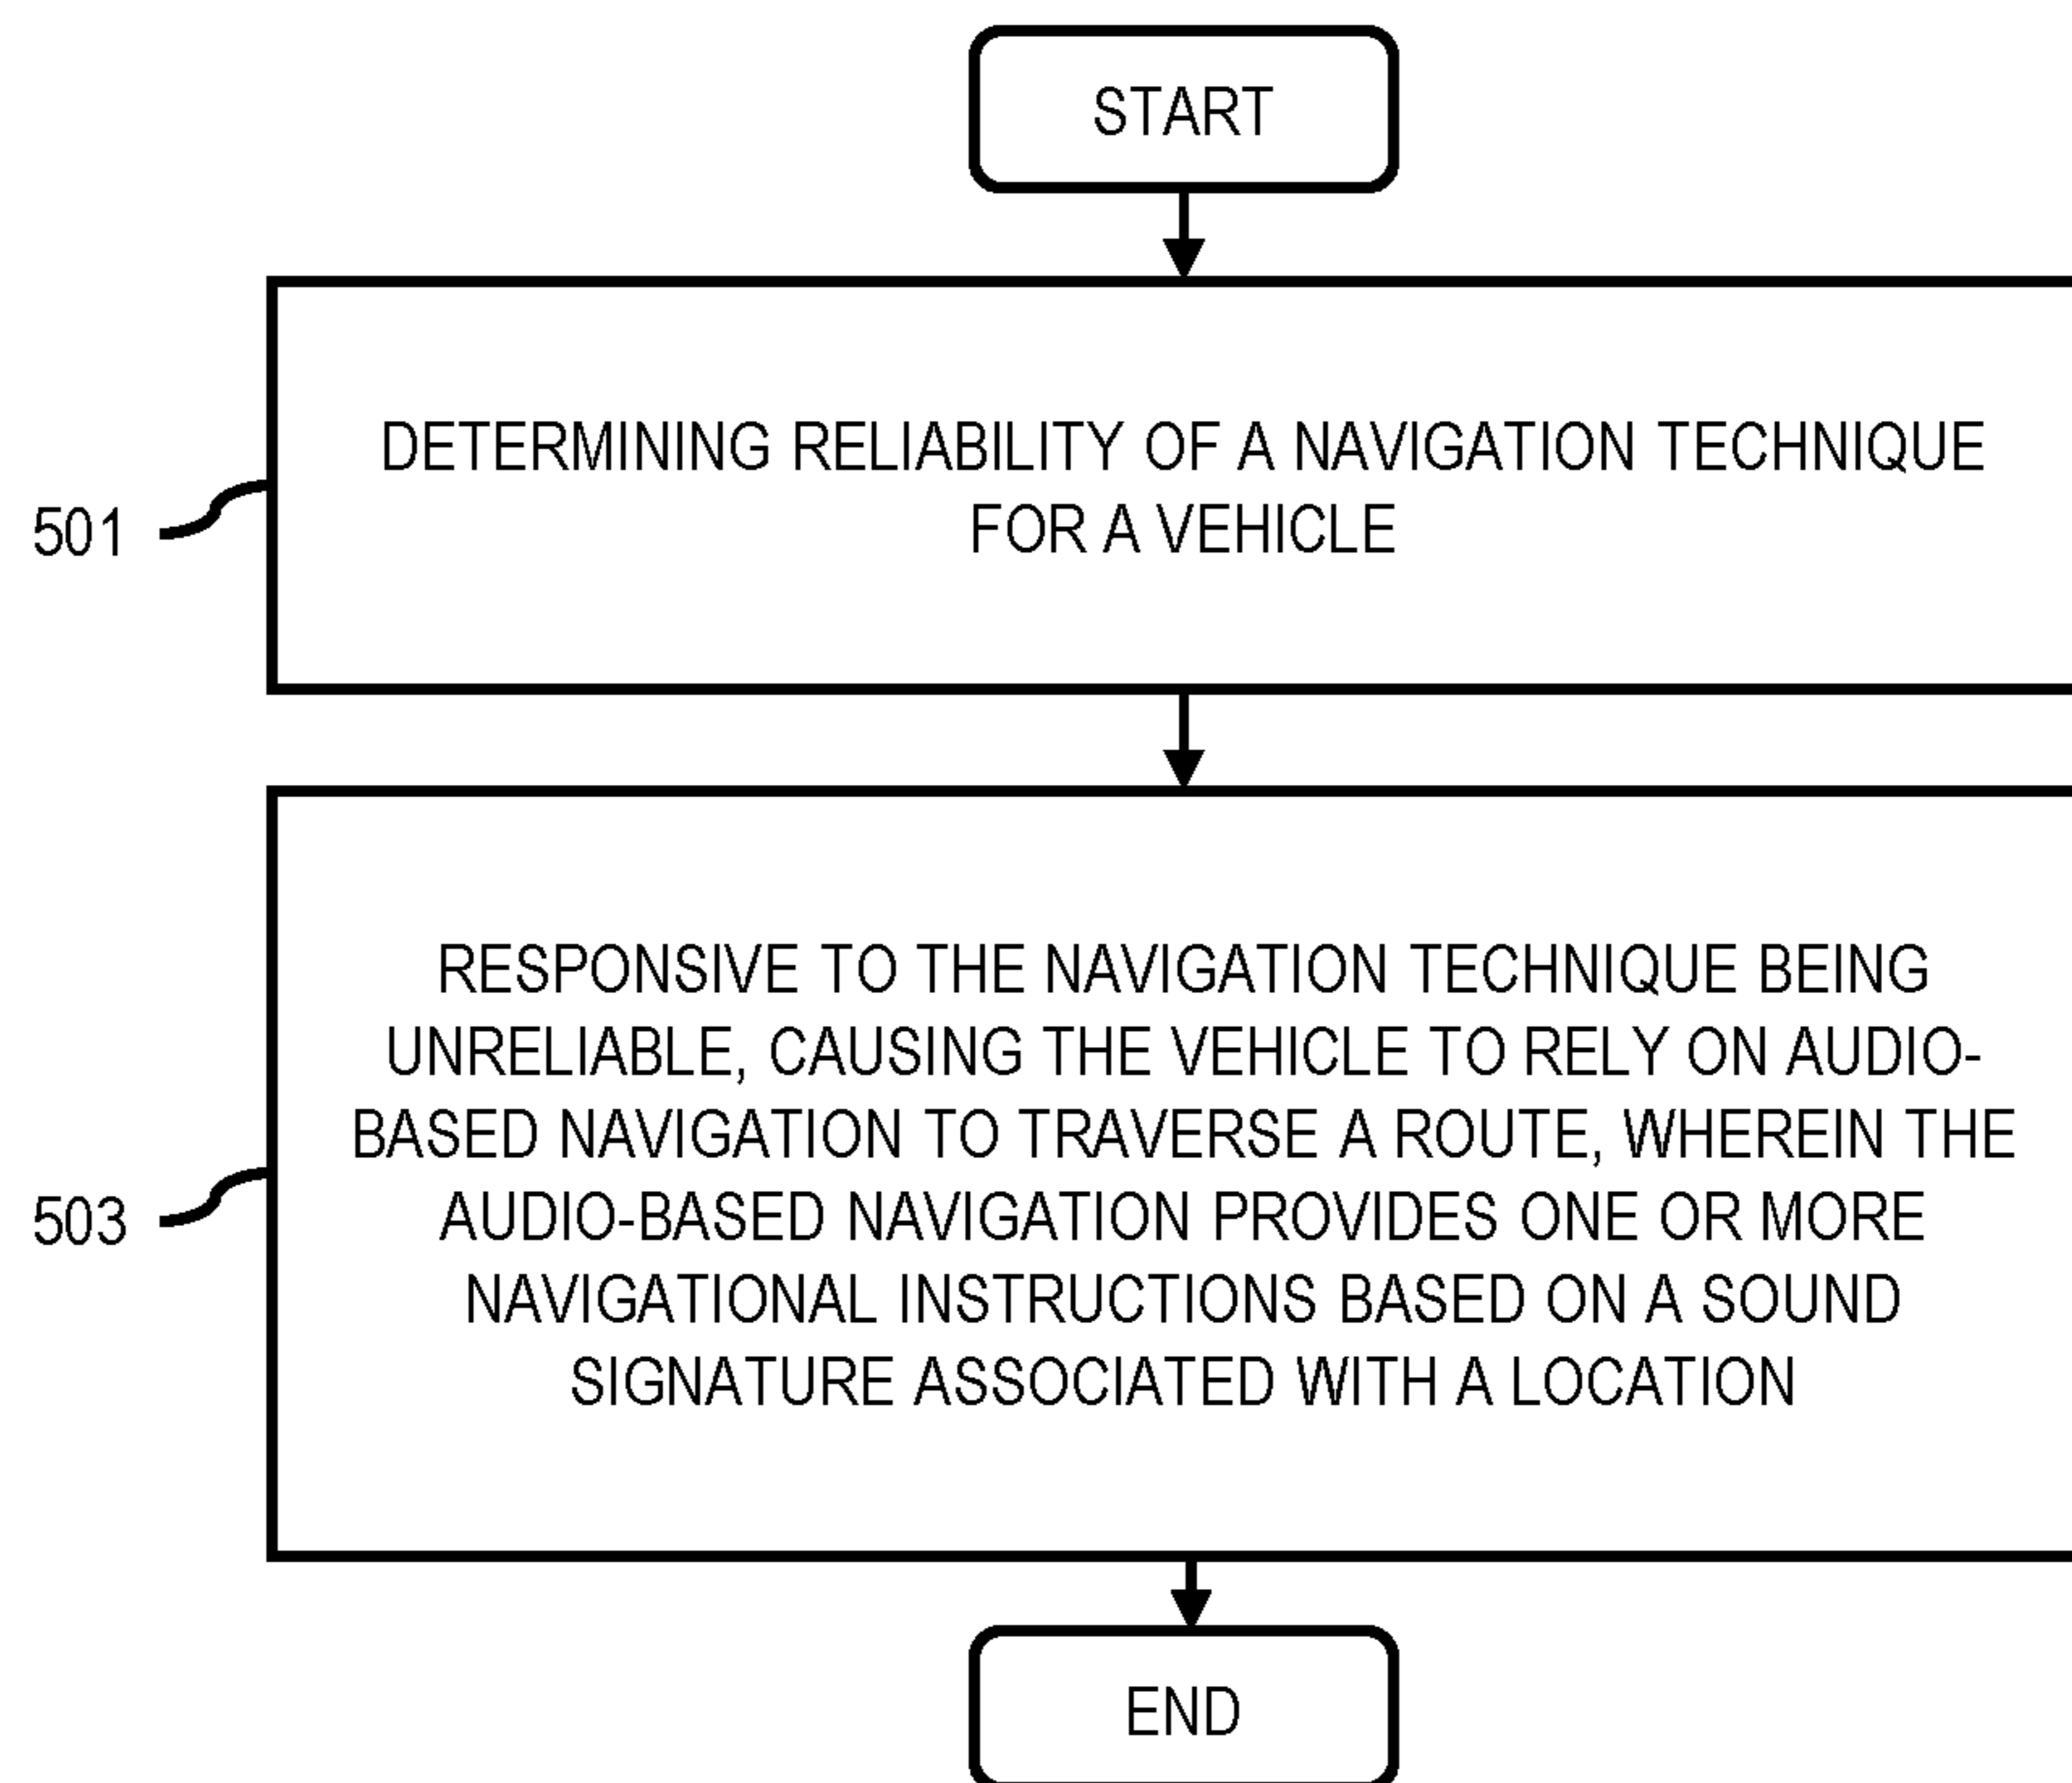 START
DETERMINING RELIABILITY OF A NAVIGATION TECHNIQUE
FOR A VEHICLE
501
RESPONSIVE TO THE NAVIGATION TECHNIQUE BEING
UNRELIABLE, CAUSING THE VEHICLE TO RELY ON AUDIO-
BASED NAVIGATION TO TRAVERSE A ROUTE, WHEREIN THE
AUDIO-BASED NAVIGATION PROVIDES ONE OR MORE
NAVIGATIONAL INSTRUCTIONS BASED ON A SOUND
SIGNATURE ASSOCIATED WITH A LOCATION
503
END